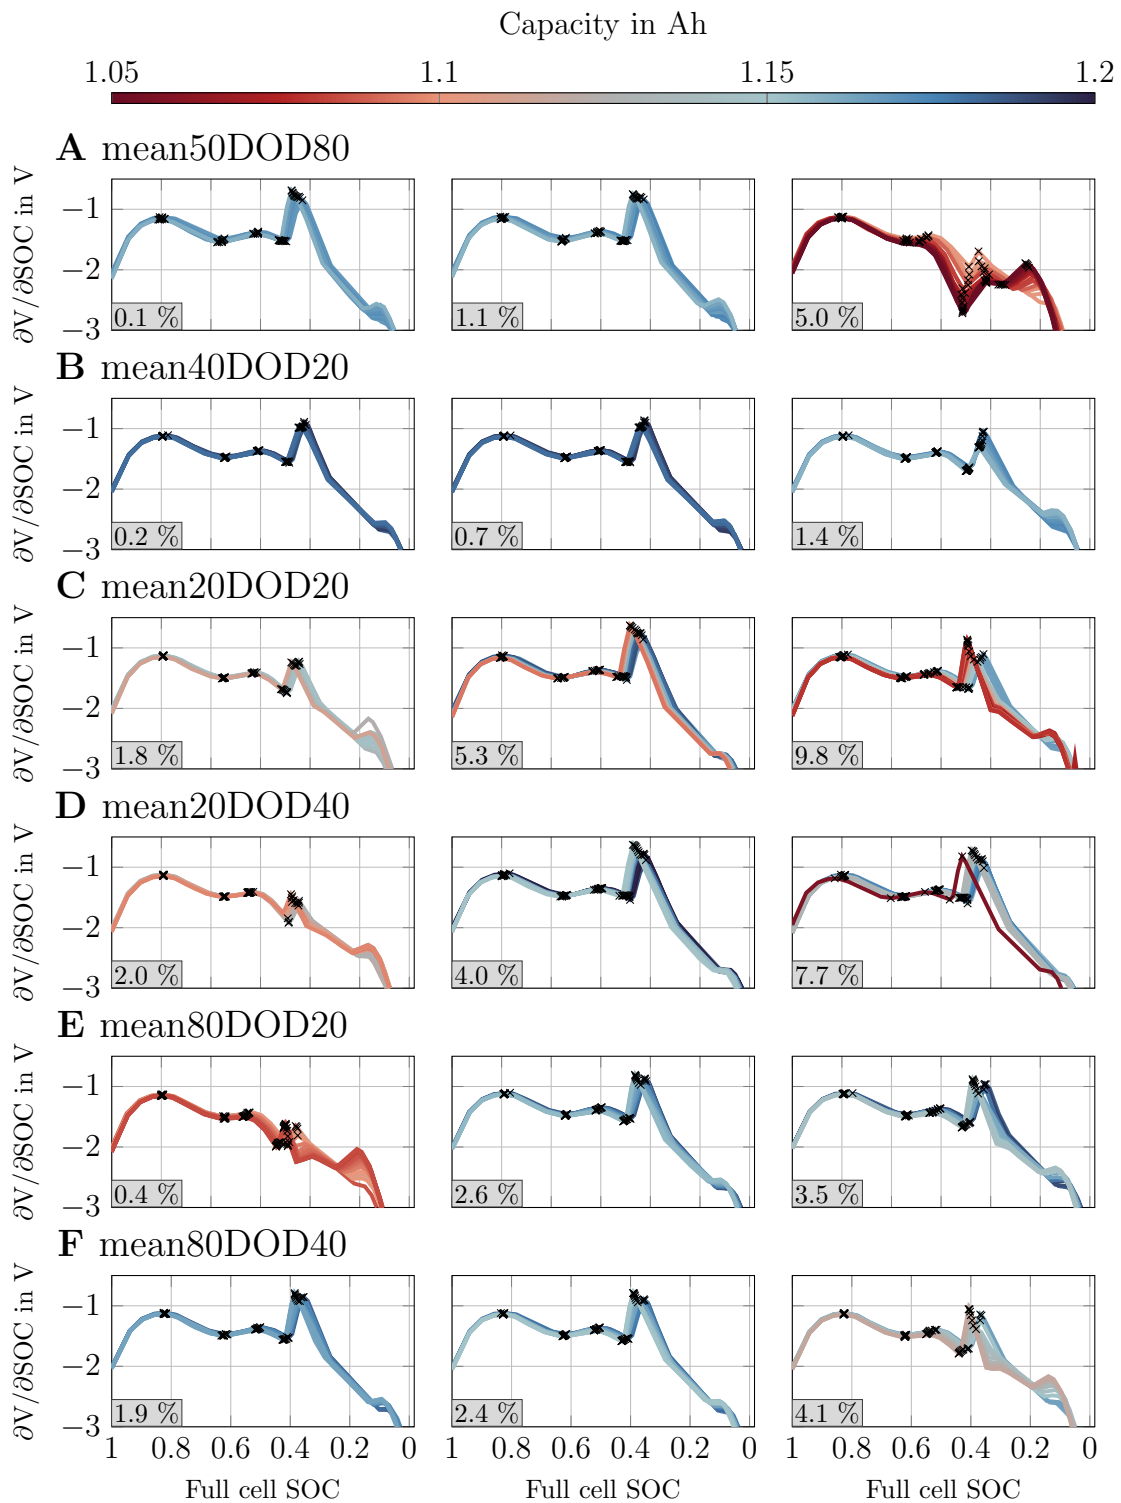 Capacity in Ah
1.05 1.1 1.15 1.2
A mean50DOD80
∂V/∂SOC in V
−1
−2
−3
0.1 % 1.1 % 5.0 %
B mean40DOD20
∂V/∂SOC in V
−1
−2
−3
0.2 % 0.7 % 1.4 %
C mean20DOD20
∂V/∂SOC in V
−1
−2
−3
1.8 % 5.3 % 9.8 %
D mean20DOD40
∂V/∂SOC in V
−1
−2
−3
2.0 % 4.0 % 7.7 %
E mean80DOD20
∂V/∂SOC in V
−1
−2
−3
0.4 % 2.6 % 3.5 %
F mean80DOD40
∂V/∂SOC in V
−1
−2
−3
1.9 % 2.4 % 4.1 %
1 0.8 0.6 0.4 0.2 0 1 0.8 0.6 0.4 0.2 0 1 0.8 0.6 0.4 0.2 0
Full cell SOC Full cell SOC Full cell SOC